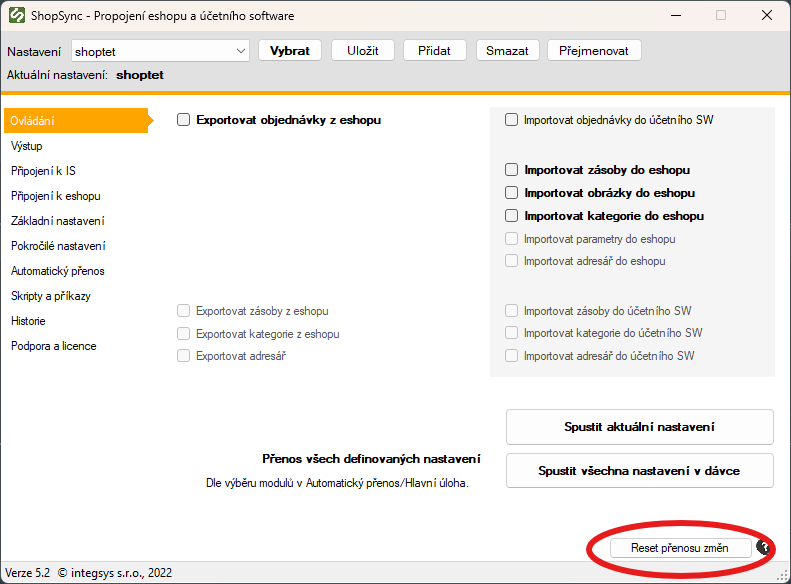 ShopSync - Propojení eshopu a účetního software
Nastavení shoptet Vybrat Uložit Přidat Smazat Přejmenovat
Aktuální nastavení: shoptet
Ovládání
Výstup
Připojení k IS
Připojení k eshopu
Základní nastavení
Pokročilé nastavení
Automatický přenos
Skripty a příkazy
Historie
Podpora a licence
Exportovat objednávky z eshopu
Importovat objednávky do účetního SW
Importovat zásoby do eshopu
Importovat obrázky do eshopu
Importovat kategorie do eshopu
Importovat parametry do eshopu
Importovat adresář do eshopu
Exportovat zásoby z eshopu
Importovat zásoby do účetního SW
Exportovat kategorie z eshopu
Importovat kategorie do účetního SW
Exportovat adresář
Importovat adresář do účetního SW
Spustit aktuální nastavení
Přenos všech definovaných nastavení
Spustit všechna nastavení v dávce
Dle výběru modulů v Automatický přenos/Hlavní úloha.
Reset přenosu změn ?
Verze 5.2 © integsys s.r.o., 2022